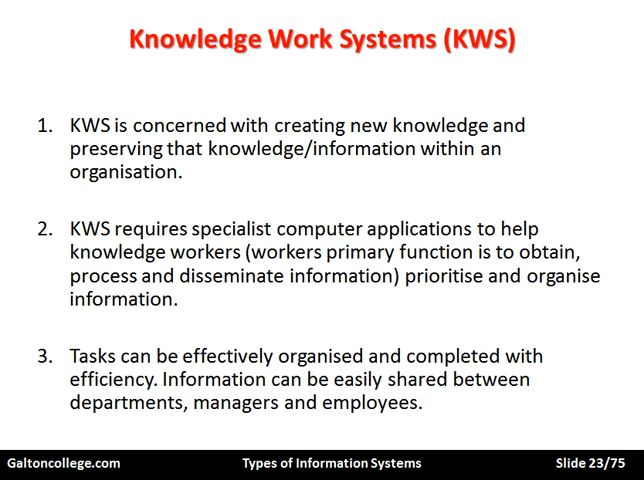 Knowledge Work Systems (KWS)
1. KWS is concerned with creating new knowledge and
preserving that knowledge/information within an
organisation.
2. KWS requires specialist computer applications to help
knowledge workers (workers primary function is to obtain,
process and disseminate information) prioritise and organise
information.
3. Tasks can be effectively organised and completed with
efficiency. Information can be easily shared between
departments, managers and employees.
Galtoncollege.com Types of Information Systems Slide 23/75